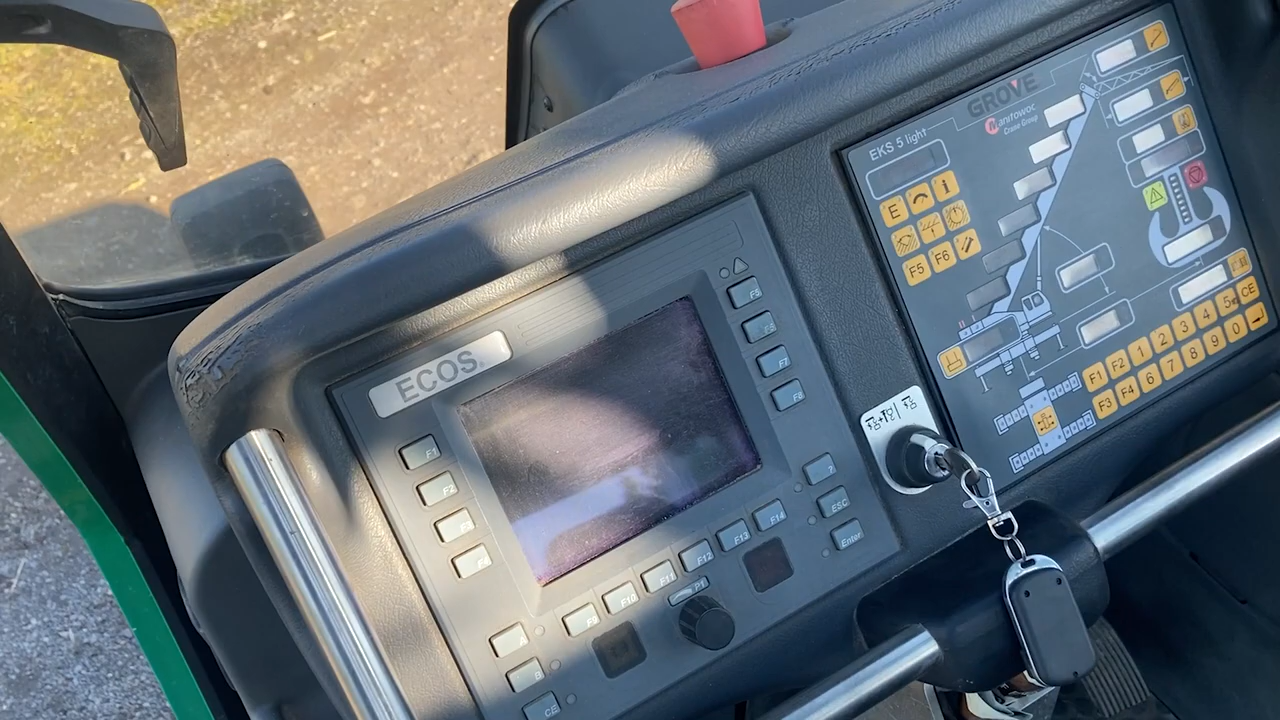 ECOS
F1
F2
F3
F4
F5
F7
F8
?
ESC
Enter
F10
F11
F12
F13
F14
P1
CE
EKS 5 light
GROVE
Manitowoc
Crane Group
E
i
F5 F6
F1 F2 1 2 3 4 5 CE
F3 F4 6 7 8 9 0